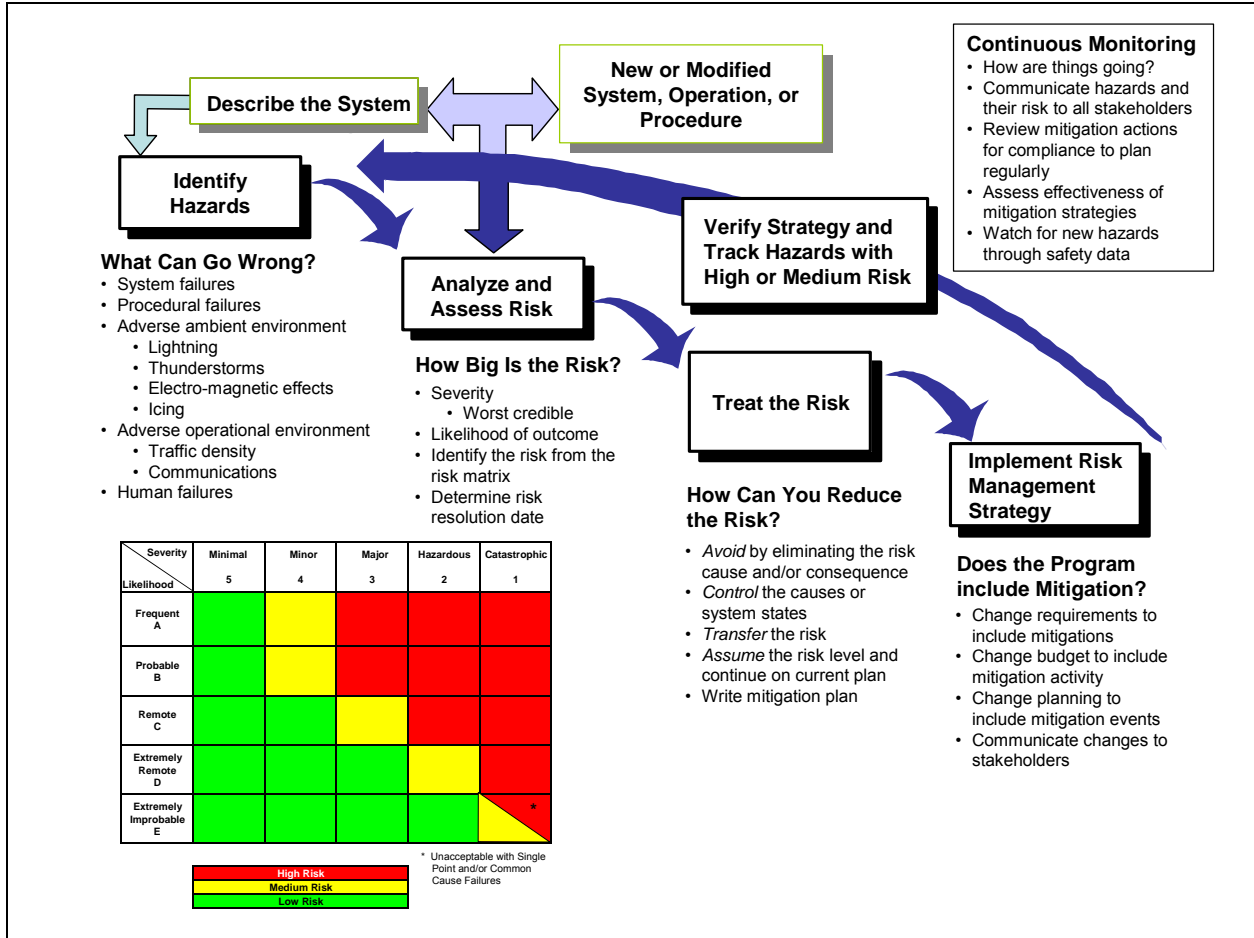 Describe the System
New or Modified
System, Operation, or
Procedure
Continuous Monitoring
• How are things going?
• Communicate hazards and
their risk to all stakeholders
• Review mitigation actions
for compliance to plan
regularly
• Assess effectiveness of
mitigation strategies
• Watch for new hazards
through safety data
Identify
Hazards
What Can Go Wrong?
• System failures
• Procedural failures
• Adverse ambient environment
• Lightning
• Thunderstorms
• Electro-magnetic effects
• Icing
• Adverse operational environment
• Traffic density
• Communications
• Human failures
Analyze and
Assess Risk
How Big Is the Risk?
• Severity
• Worst credible
• Likelihood of outcome
• Identify the risk from the
risk matrix
• Determine risk
resolution date
Verify Strategy and
Track Hazards with
High or Medium Risk
Treat the Risk
How Can You Reduce
the Risk?
• Avoid by eliminating the risk
cause and/or consequence
• Control the causes or
system states
• Transfer the risk
• Assume the risk level and
continue on current plan
• Write mitigation plan
Implement Risk
Management
Strategy
Does the Program
include Mitigation?
• Change requirements to
include mitigations
• Change budget to include
mitigation activity
• Change planning to
include mitigation events
• Communicate changes to
stakeholders
Severity Minimal Minor Major Hazardous Catastrophic
Likelihood 5 4 3 2 1
Frequent
A
Probable
B
Remote
C
Extremely
Remote
D
Extremely
Improbable
E
*
* Unacceptable with Single
Point and/or Common
Cause Failures
High Risk
Medium Risk
Low Risk